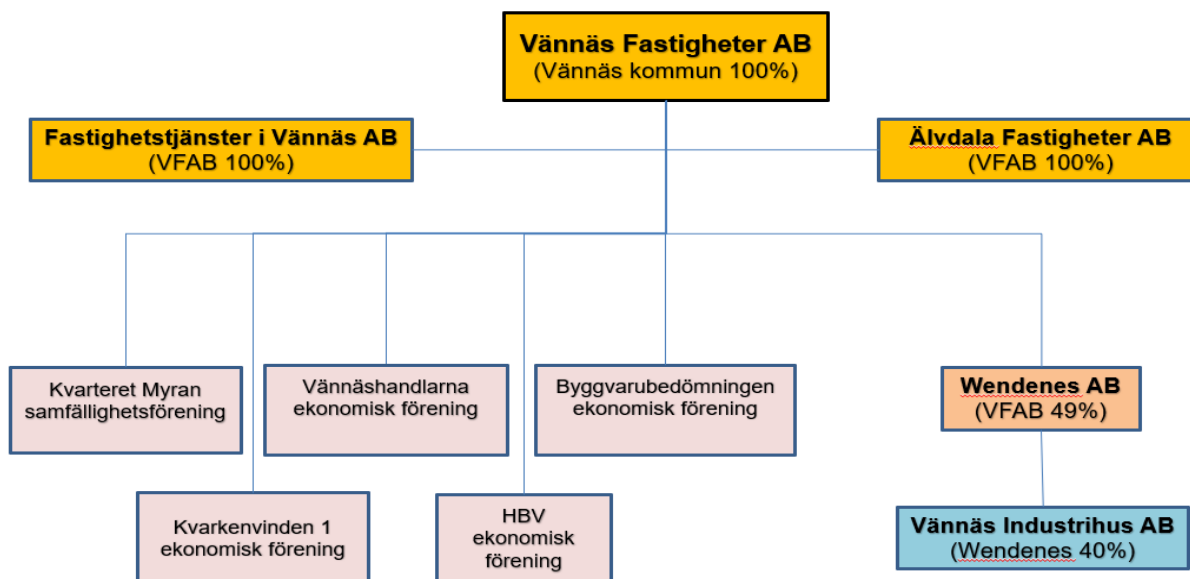 Vännäs Fastigheter AB
(Vännäs kommun 100%)
Fastighetstjänster i Vännäs AB
(VFAB 100%)
Älvdala Fastigheter AB
(VFAB 100%)
Kvarteret Myran
samfällighetsförening
Vännäshandlarna
ekonomisk förening
Byggvarubedömningen
ekonomisk förening
Wendenes AB
(VFAB 49%)
Kvarkenvinden 1
ekonomisk förening
HBV
ekonomisk
förening
Vännäs Industrihus AB
(Wendenes 40%)